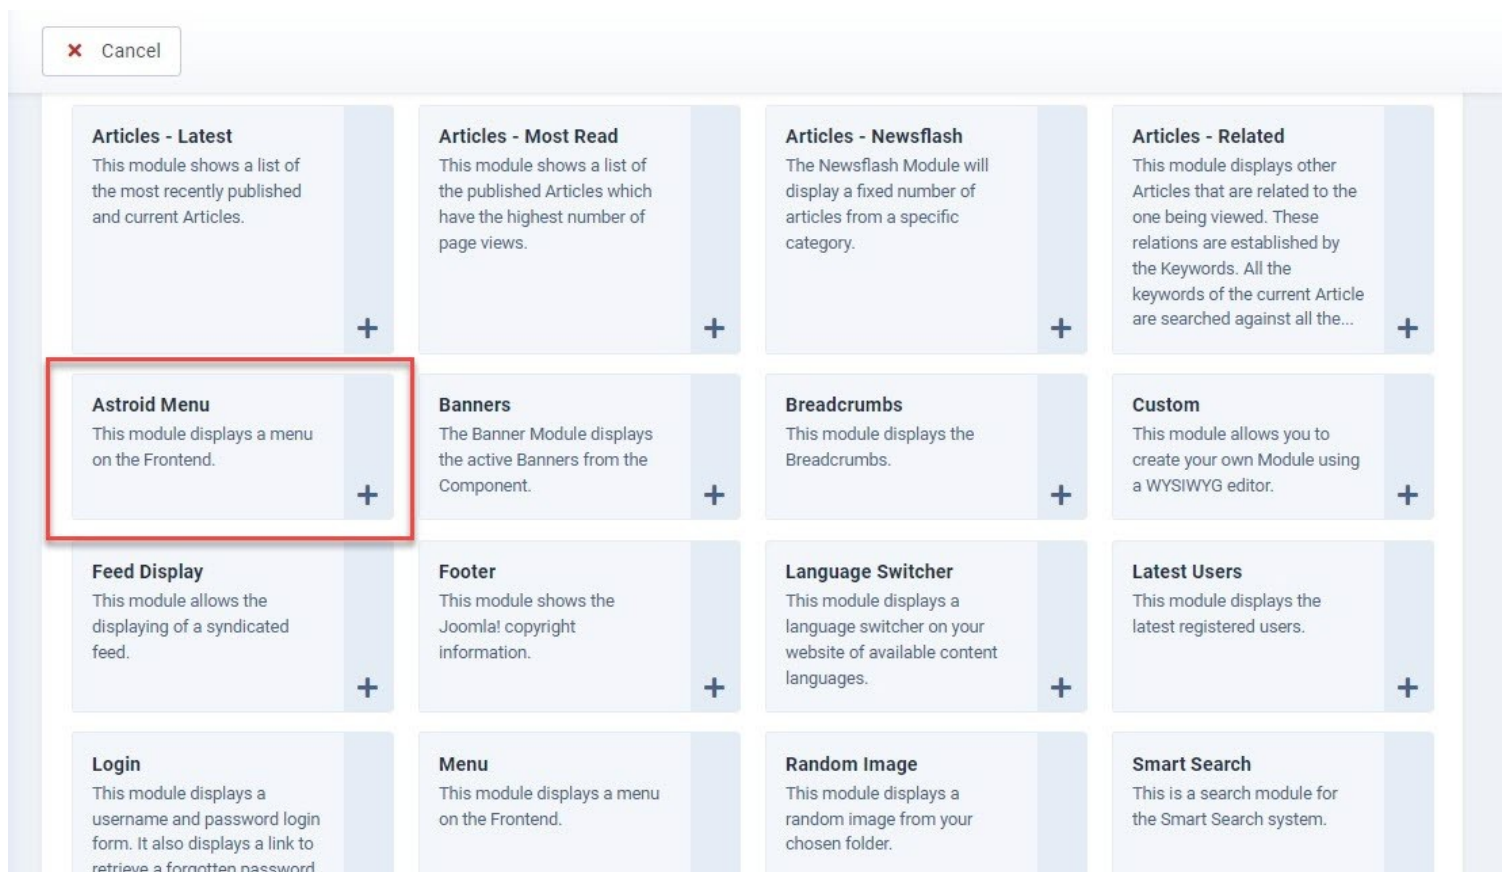 Cancel
Articles - Latest
This module shows a list of
the most recently published
and current Articles.
Articles - Most Read
This module shows a list of
the published Articles which
have the highest number of
page views.
Articles - Newsflash
The Newsflash Module will
display a fixed number of
articles from a specific
category.
Articles - Related
This module displays other
Articles that are related to the
one being viewed. These
relations are established by
the Keywords. All the
keywords of the current Article
are searched against all the...
Astroid Menu
This module displays a menu
on the Frontend.
Banners
The Banner Module displays
the active Banners from the
Component.
Breadcrumbs
This module displays the
Breadcrumbs.
Custom
This module allows you to
create your own Module using
a WYSIWYG editor.
Feed Display
This module allows the
displaying of a syndicated
feed.
Footer
This module shows the
Joomla! copyright
information.
Language Switcher
This module displays a
language switcher on your
website of available content
languages.
Latest Users
This module displays the
latest registered users.
Login
This module displays a
username and password login
form. It also displays a link to
retrieve a forgotten password
Menu
This module displays a menu
on the Frontend.
Random Image
This module displays a
random image from your
chosen folder.
Smart Search
This is a search module for
the Smart Search system.